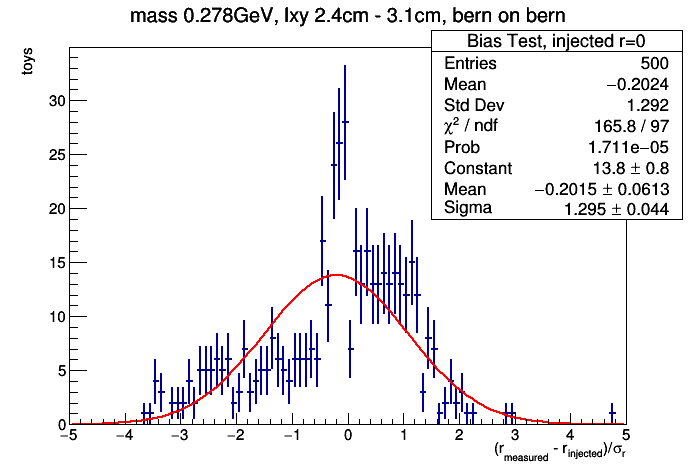 mass 0.278GeV, lxy 2.4cm - 3.1cm, bern on bern
toys
Bias Test, injected r=0
Entries 500
Mean −0.2024
Std Dev 1.292
χ² / ndf 165.8 / 97
Prob 1.711e−05
Constant 13.8 ± 0.8
Mean −0.2015 ± 0.0613
Sigma 1.295 ± 0.044
30
25
20
15
10
5
0
−5 −4 −3 −2 −1 0 1 2 3 4 5
(r_measured - r_injected)/σ_r